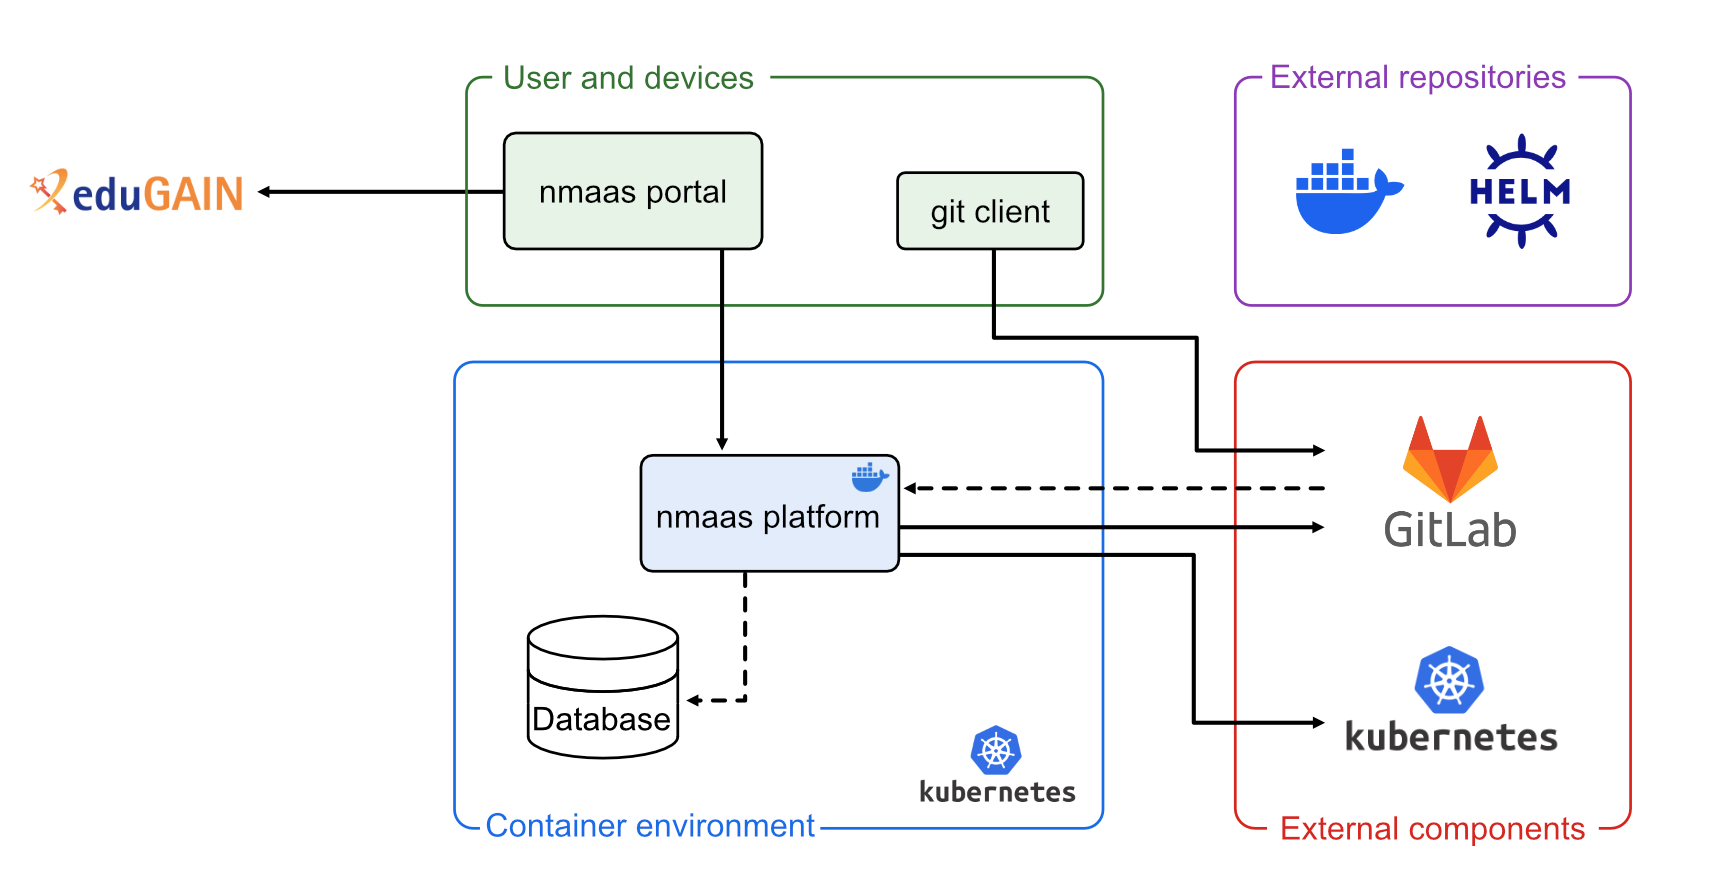 User and devices
External repositories
eduGAIN
nmaas portal
git client
HELM
nmaas platform
GitLab
Database
kubernetes
kubernetes
Container environment
External components